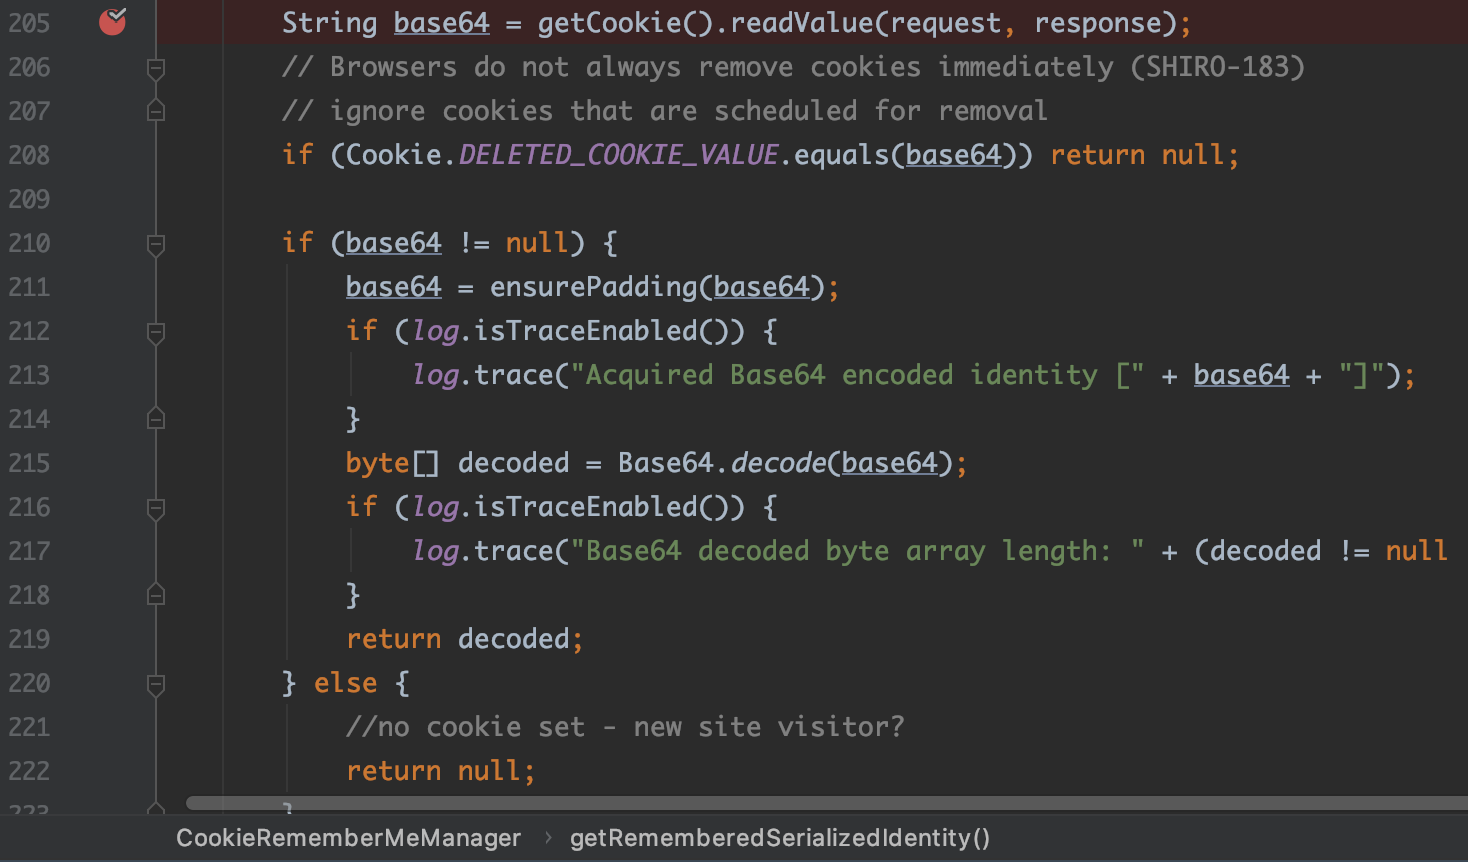 205 String base64 = getCookie().readValue(request, response);
206 // Browsers do not always remove cookies immediately (SHIRO-183)
207 // ignore cookies that are scheduled for removal
208 if (Cookie.DELETED_COOKIE_VALUE.equals(base64)) return null;
209
210 if (base64 != null) {
211 base64 = ensurePadding(base64);
212 if (log.isTraceEnabled()) {
213 log.trace("Acquired Base64 encoded identity [" + base64 + "]");
214 }
215 byte[] decoded = Base64.decode(base64);
216 if (log.isTraceEnabled()) {
217 log.trace("Base64 decoded byte array length: " + (decoded != null
218 }
219 return decoded;
220 } else {
221 //no cookie set - new site visitor?
222 return null;
223 }
CookieRememberMeManager › getRememberedSerializedIdentity()